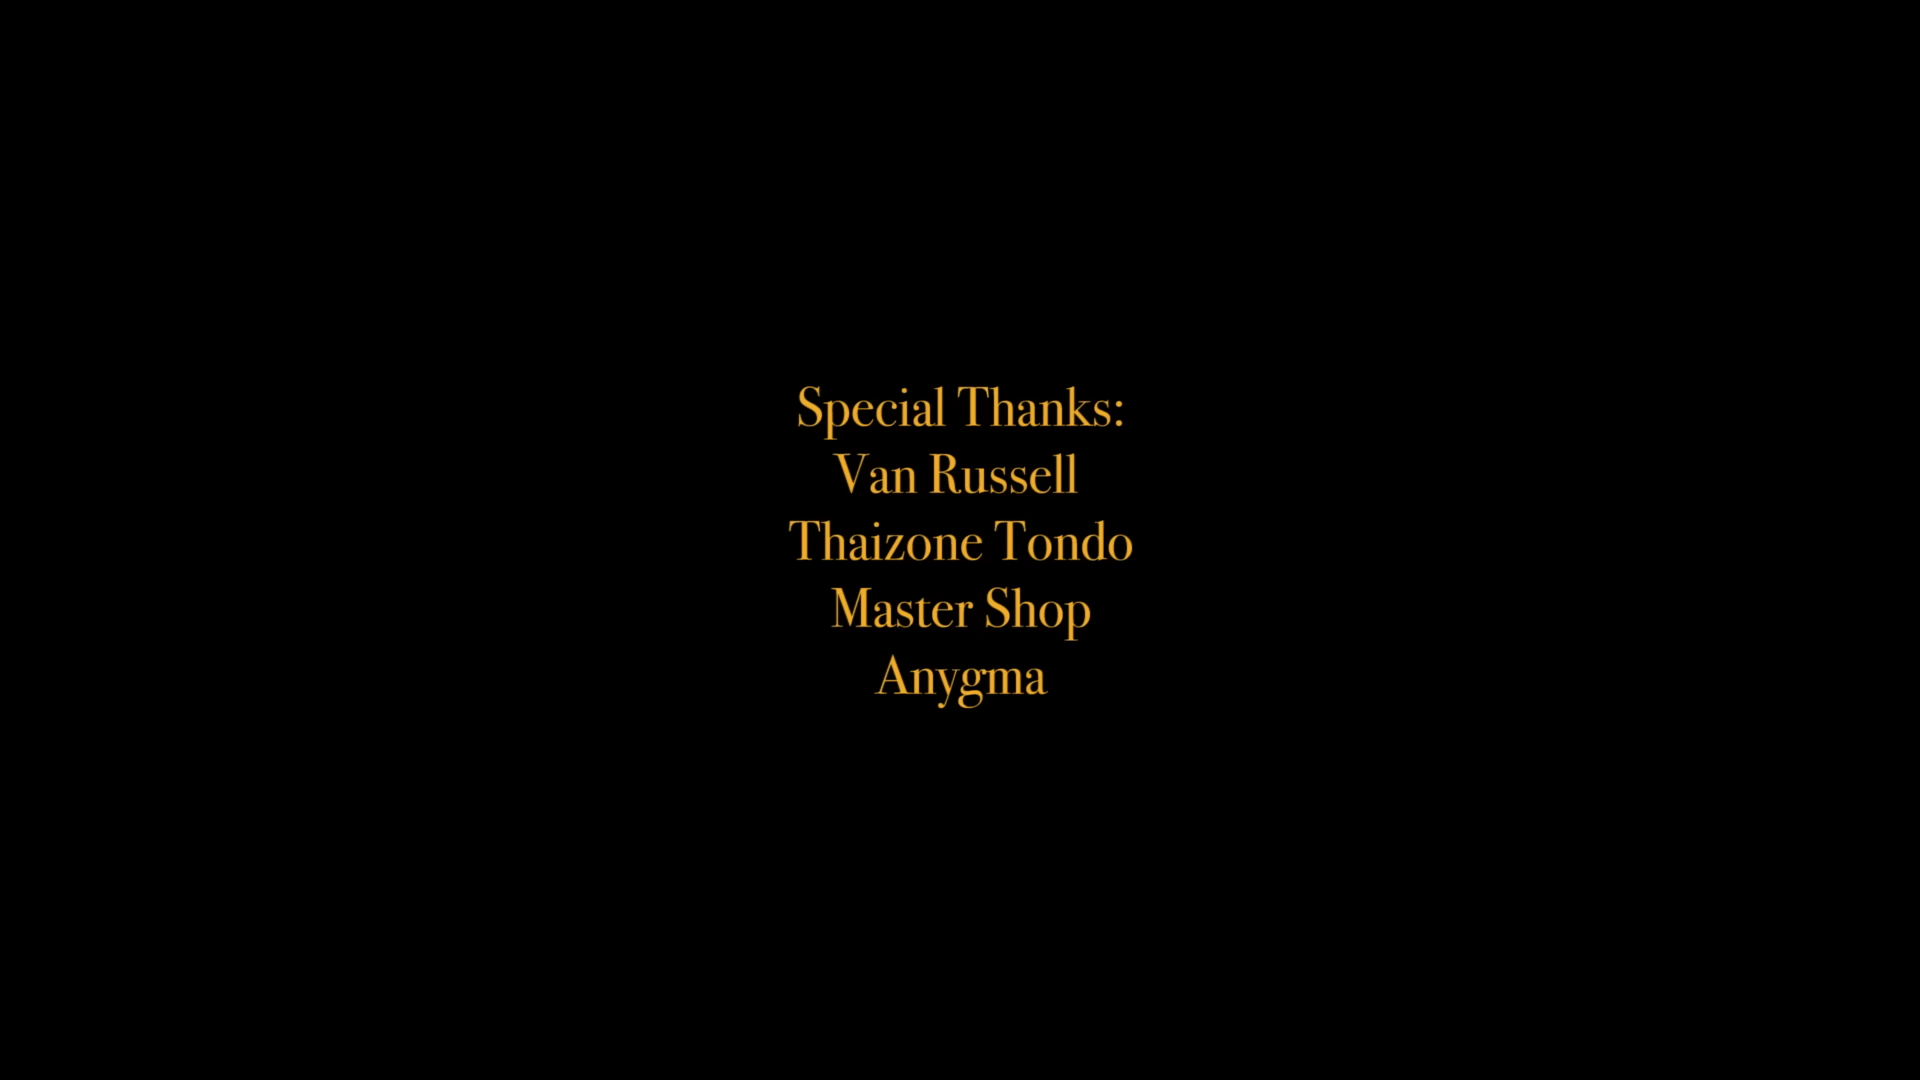 Special Thanks:
Van Russell
Thaizone Tondo
Master Shop
Anygma